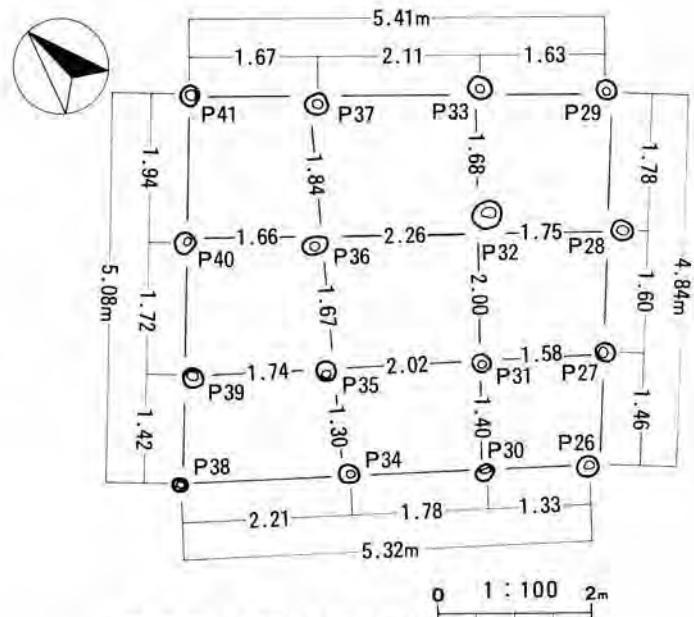 5.41m
1.67 2.11 1.63
P41 P37 P33 P29
1.94 1.84 1.68 1.78
P40 1.66 P36 2.26 P32 1.75 P28
5.08m 4.84m
1.72 1.67 2.00 1.60
P39 1.74 P35 2.02 P31 1.58 P27
1.42 1.30 1.40 1.46
P38 P34 P30 P26
2.21 1.78 1.33
5.32m
0 1:100 2m